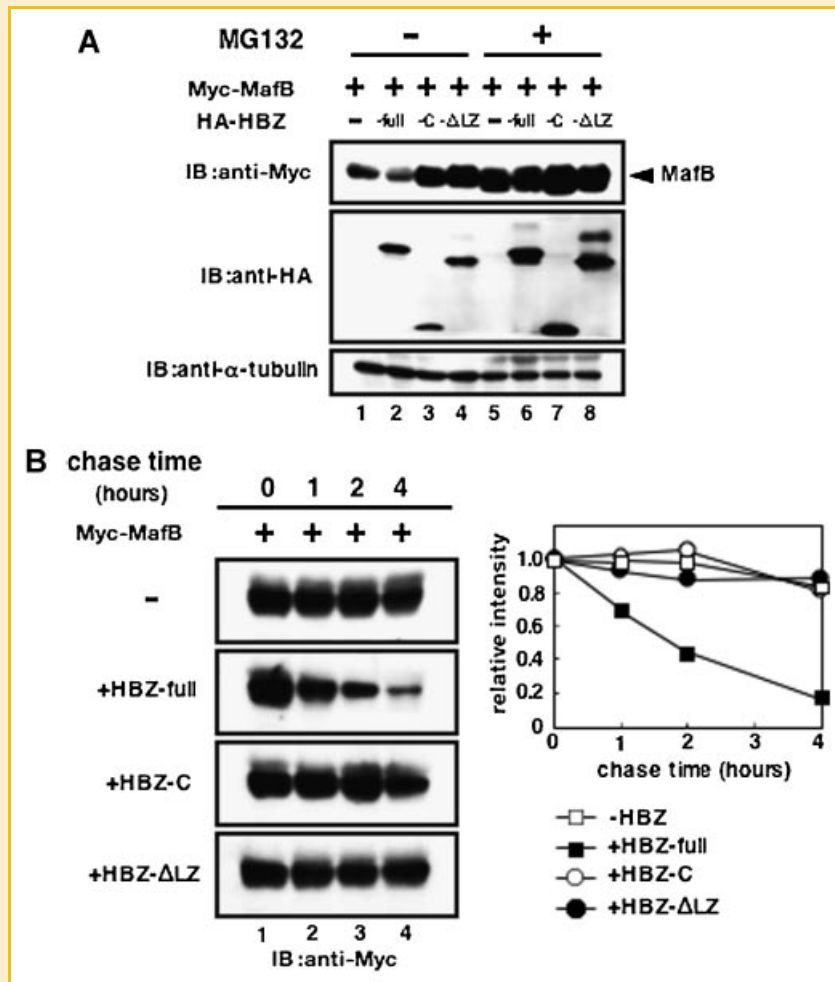 A
MG132 – +
Myc-MafB + + + + + + + +
HA-HBZ – -full -C -ΔLZ – -full -C -ΔLZ
IB:anti-Myc ◄ MafB
IB:anti-HA
IB:anti-α-tubulin
1 2 3 4 5 6 7 8
B chase time
(hours) 0 1 2 4
Myc-MafB + + + +
–
+HBZ-full
+HBZ-C
+HBZ-ΔLZ
1 2 3 4
IB:anti-Myc
relative intensity
1.0
0.8
0.6
0.4
0.2
0
0 1 2 3 4
chase time (hours)
-HBZ
+HBZ-full
+HBZ-C
+HBZ-ΔLZ